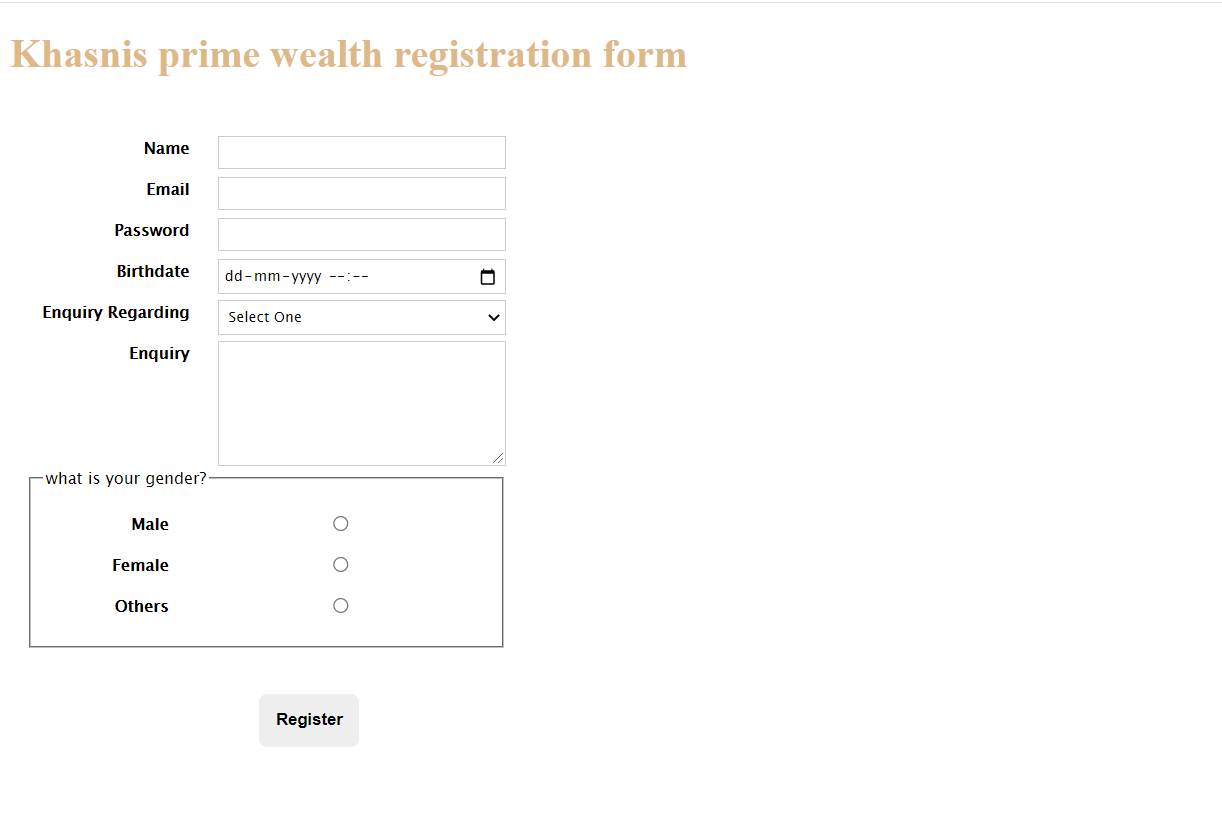 Khasnis prime wealth registration form
Name
Email
Password
Birthdate
dd-mm-yyyy --:--
Enquiry Regarding
Select One
Enquiry
what is your gender?
Male
Female
Others
Register